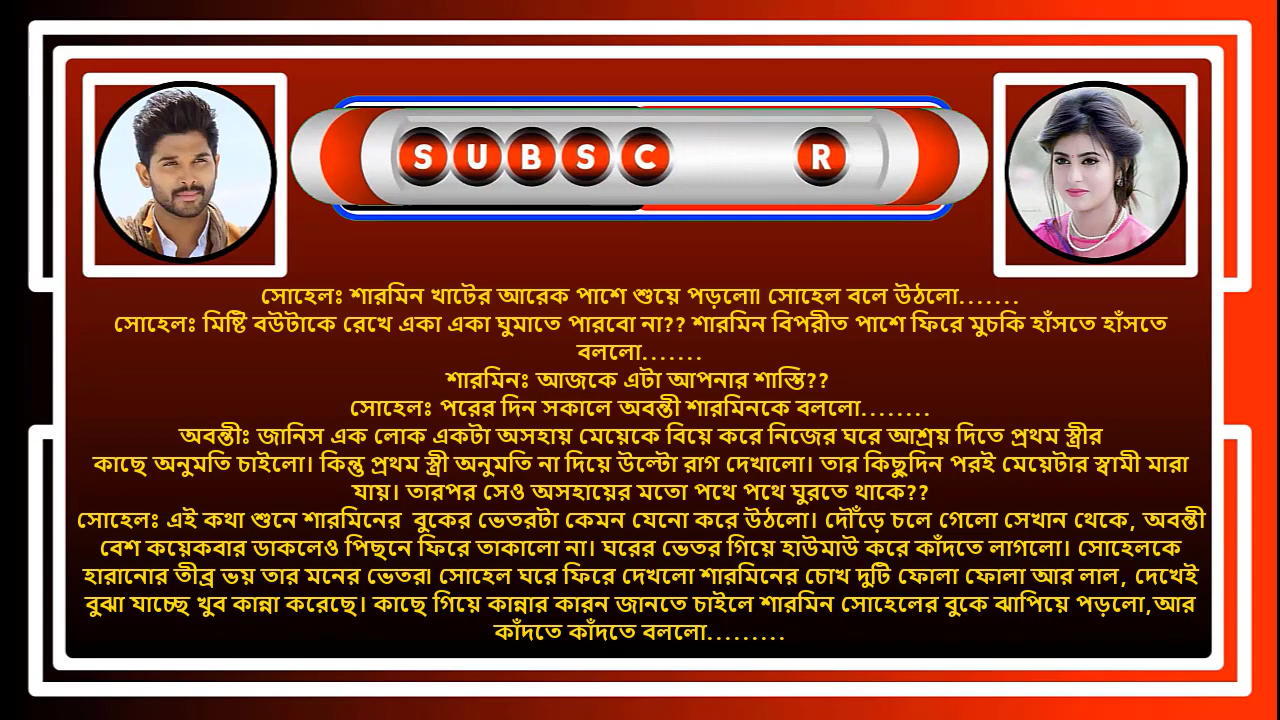 SUBSC R
সোহেলঃ শারমিন খাটের আরেক পাশে শুয়ে পড়লো৷ সোহেল বলে উঠলো.......
সোহেলঃ মিষ্টি বউটাকে রেখে একা একা ঘুমাতে পারবো না?? শারমিন বিপরীত পাশে ফিরে মুচকি হাঁসতে হাঁসতে
বললো.......
শারমিনঃ আজকে এটা আপনার শাস্তি??
সোহেলঃ পরের দিন সকালে অবন্তী শারমিনকে বললো........
অবন্তীঃ জানিস এক লোক একটা অসহায় মেয়েকে বিয়ে করে নিজের ঘরে আশ্রয় দিতে প্রথম স্ত্রীর
কাছে অনুমতি চাইলো। কিন্তু প্রথম স্ত্রী অনুমতি না দিয়ে উল্টো রাগ দেখালো। তার কিছুদিন পরই মেয়েটার স্বামী মারা
যায়। তারপর সেও অসহায়ের মতো পথে পথে ঘুরতে থাকে??
সোহেলঃ এই কথা শুনে শারমিনের বুকের ভেতরটা কেমন যেনো করে উঠলো। দৌঁড়ে চলে গেলো সেখান থেকে, অবন্তী
বেশ কয়েকবার ডাকলেও পিছনে ফিরে তাকালো না। ঘরের ভেতর গিয়ে হাউমাউ করে কাঁদতে লাগলো। সোহেলকে
হারানোর তীব্র ভয় তার মনের ভেতর৷ সোহেল ঘরে ফিরে দেখলো শারমিনের চোখ দুটি ফোলা ফোলা আর লাল, দেখেই
বুঝা যাচ্ছে খুব কান্না করেছে। কাছে গিয়ে কান্নার কারন জানতে চাইলে শারমিন সোহেলের বুকে ঝাপিয়ে পড়লো,আর
কাঁদতে কাঁদতে বললো.........